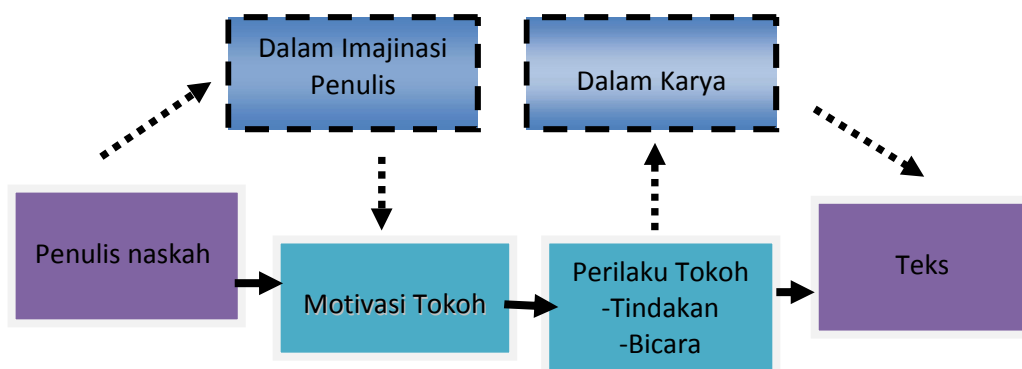 Dalam Imajinasi
Penulis
Dalam Karya
Penulis naskah
Motivasi Tokoh
Perilaku Tokoh
-Tindakan
-Bicara
Teks